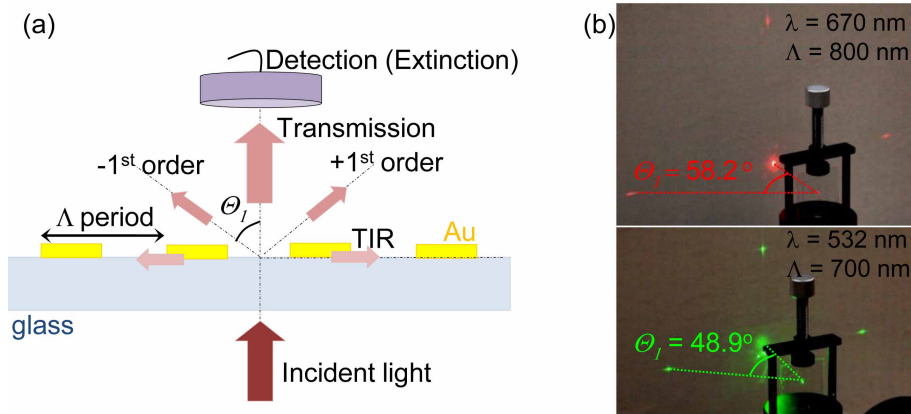 (a)
Detection (Extinction)
Transmission
-1st order
+1st order
Θ1
Λ period
TIR
Au
glass
Incident light
(b)
λ = 670 nm
Λ = 800 nm
Θ1 = 58.2 o
λ = 532 nm
Λ = 700 nm
Θ1 = 48.9o